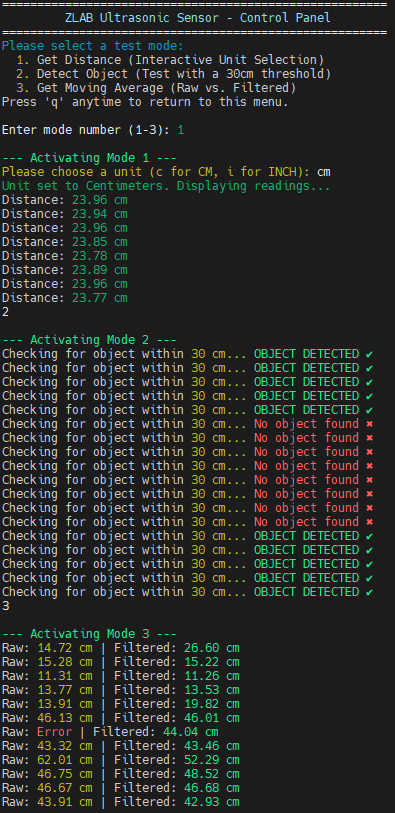 =======================================================
ZLAB Ultrasonic Sensor - Control Panel
=======================================================
Please select a test mode:
1. Get Distance (Interactive Unit Selection)
2. Detect Object (Test with a 30cm threshold)
3. Get Moving Average (Raw vs. Filtered)
Press 'q' anytime to return to this menu.
Enter mode number (1-3): 1
--- Activating Mode 1 ---
Please choose a unit (c for CM, i for INCH): cm
Unit set to Centimeters. Displaying readings...
Distance: 23.96 cm
Distance: 23.94 cm
Distance: 23.96 cm
Distance: 23.85 cm
Distance: 23.78 cm
Distance: 23.89 cm
Distance: 23.96 cm
Distance: 23.77 cm
2
--- Activating Mode 2 ---
Checking for object within 30 cm... OBJECT DETECTED ✔
Checking for object within 30 cm... OBJECT DETECTED ✔
Checking for object within 30 cm... OBJECT DETECTED ✔
Checking for object within 30 cm... OBJECT DETECTED ✔
Checking for object within 30 cm... OBJECT DETECTED ✔
Checking for object within 30 cm... No object found ✖
Checking for object within 30 cm... No object found ✖
Checking for object within 30 cm... No object found ✖
Checking for object within 30 cm... No object found ✖
Checking for object within 30 cm... No object found ✖
Checking for object within 30 cm... No object found ✖
Checking for object within 30 cm... No object found ✖
Checking for object within 30 cm... No object found ✖
Checking for object within 30 cm... OBJECT DETECTED ✔
Checking for object within 30 cm... OBJECT DETECTED ✔
Checking for object within 30 cm... OBJECT DETECTED ✔
Checking for object within 30 cm... OBJECT DETECTED ✔
Checking for object within 30 cm... OBJECT DETECTED ✔
3
--- Activating Mode 3 ---
Raw: 14.72 cm | Filtered: 26.60 cm
Raw: 15.28 cm | Filtered: 15.22 cm
Raw: 11.31 cm | Filtered: 11.26 cm
Raw: 13.77 cm | Filtered: 13.53 cm
Raw: 13.91 cm | Filtered: 19.82 cm
Raw: 46.13 cm | Filtered: 46.01 cm
Raw: Error | Filtered: 44.04 cm
Raw: 43.32 cm | Filtered: 43.46 cm
Raw: 62.01 cm | Filtered: 52.29 cm
Raw: 46.75 cm | Filtered: 48.52 cm
Raw: 46.67 cm | Filtered: 46.68 cm
Raw: 43.91 cm | Filtered: 42.93 cm